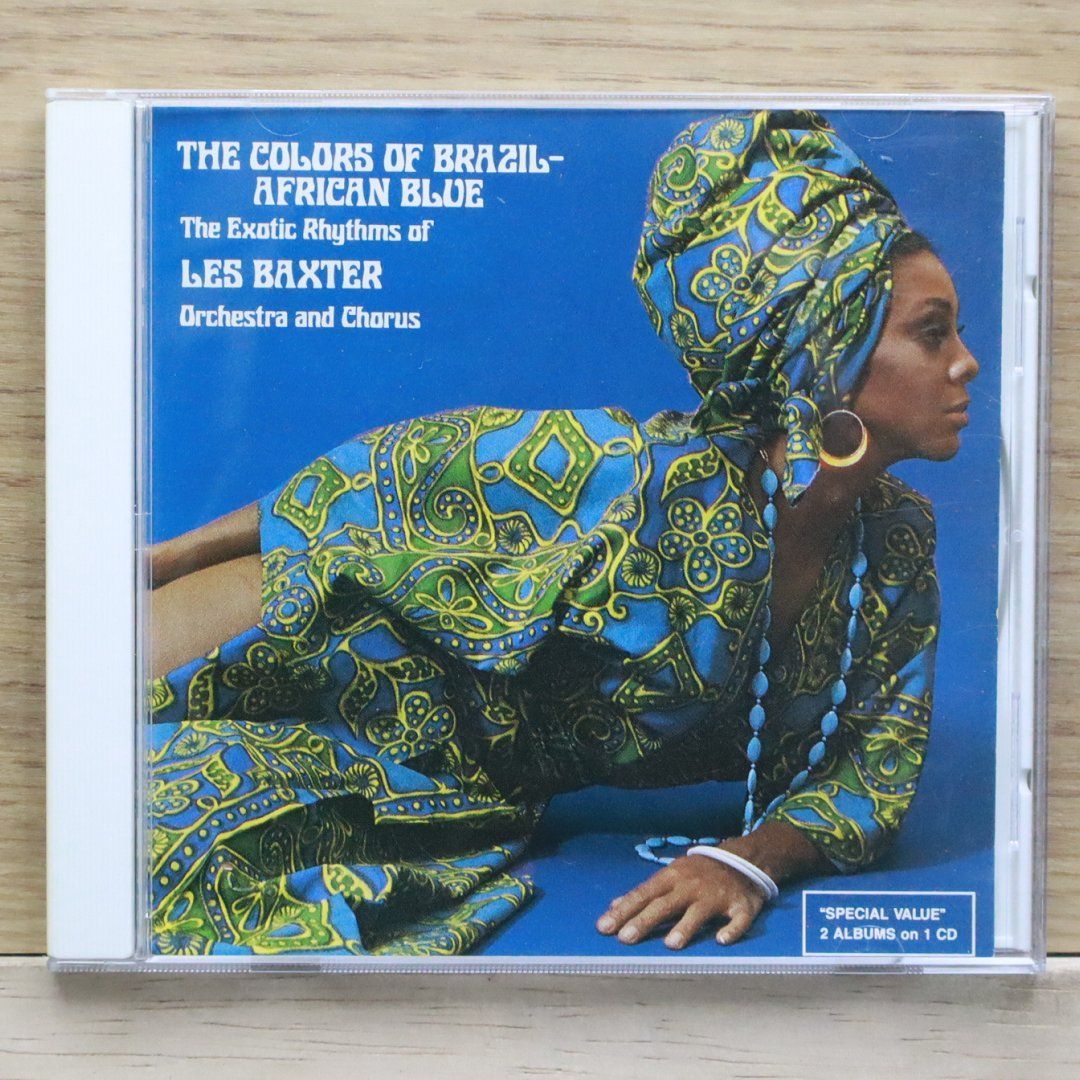 THE COLORS OF BRAZIL-
AFRICAN BLUE
The Exotic Rhythms of
LES BAXTER
Orchestra and Chorus
"SPECIAL VALUE"
2 ALBUMS on 1 CD